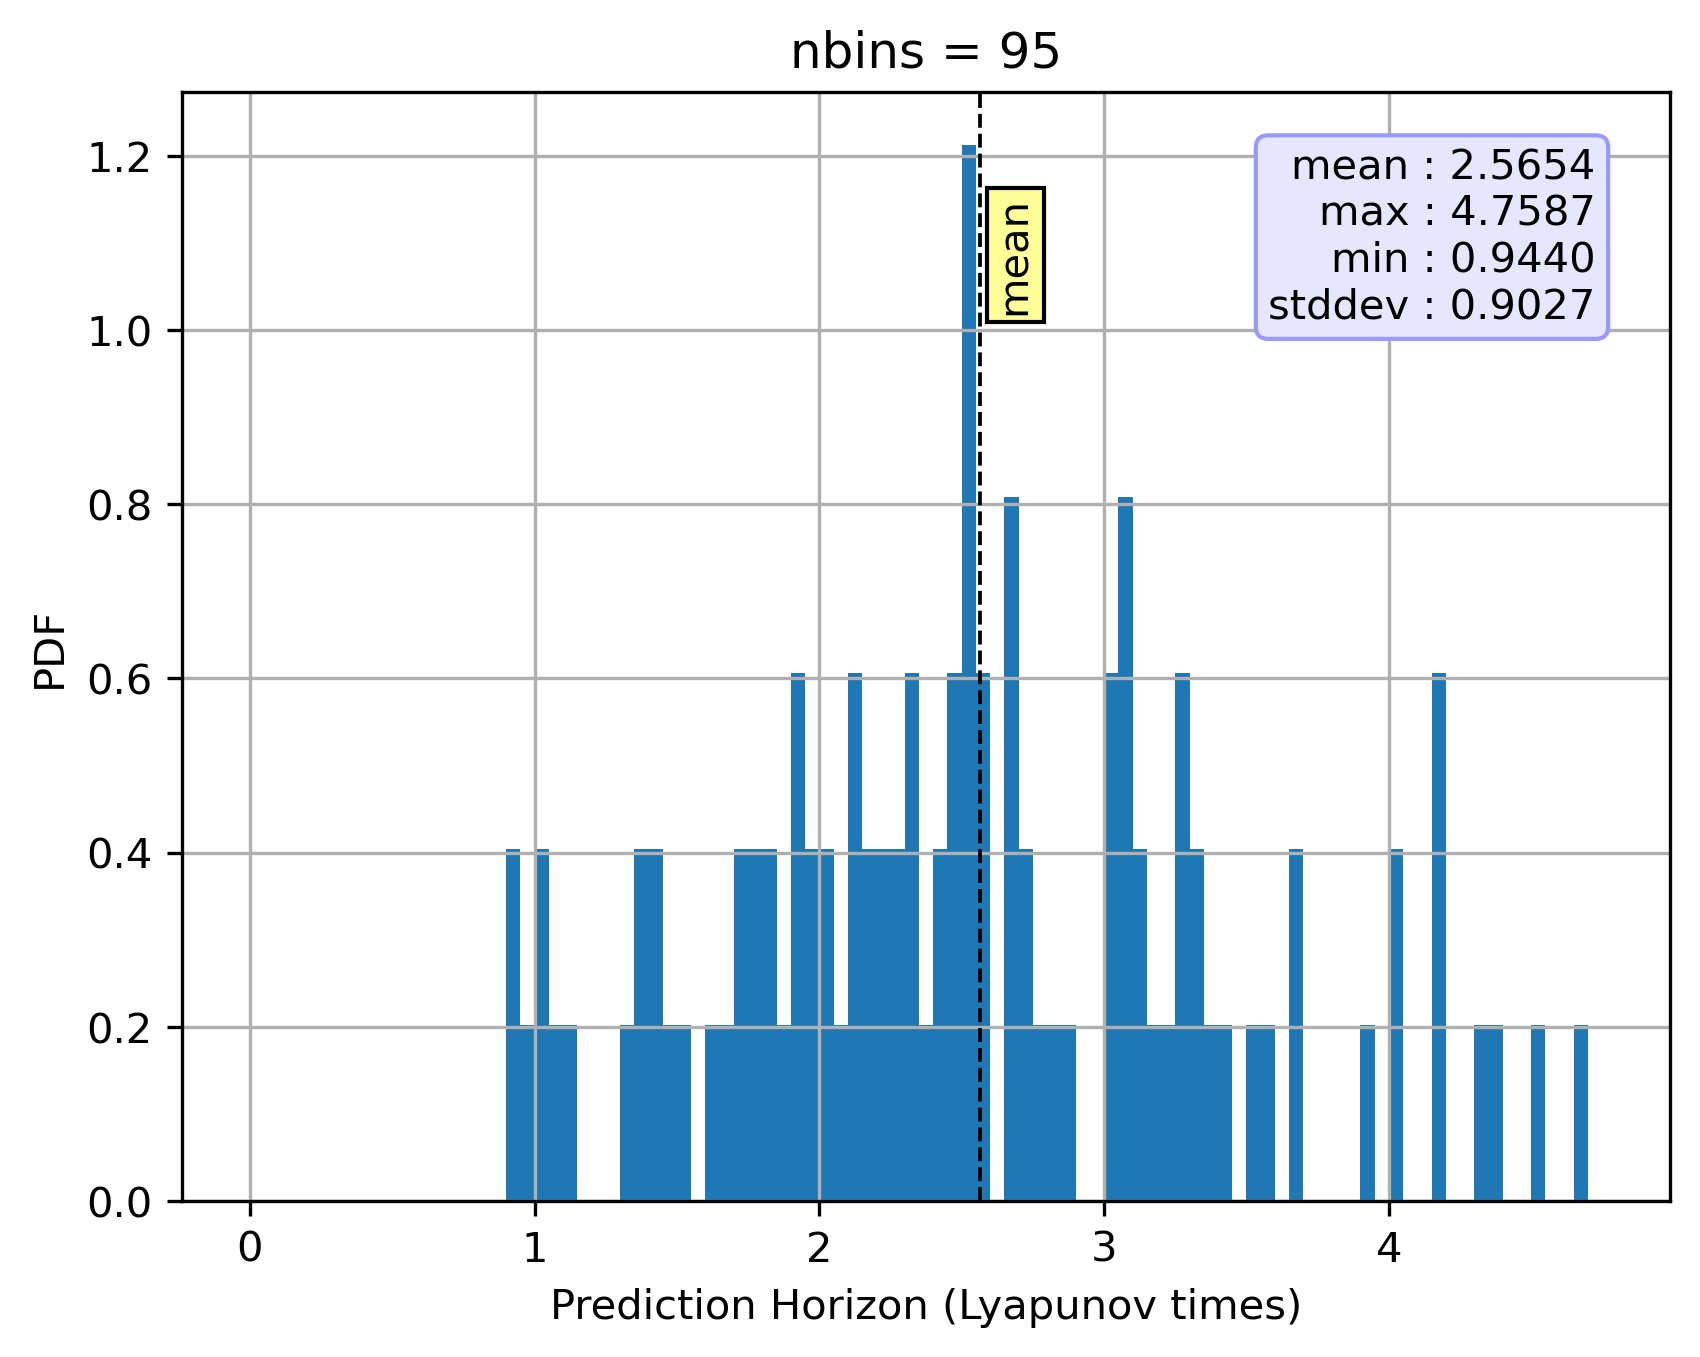 nbins = 95
1.2
1.0
0.8
0.6
0.4
0.2
0.0
PDF
mean
mean : 2.5654
max : 4.7587
min : 0.9440
stddev : 0.9027
0 1 2 3 4
Prediction Horizon (Lyapunov times)